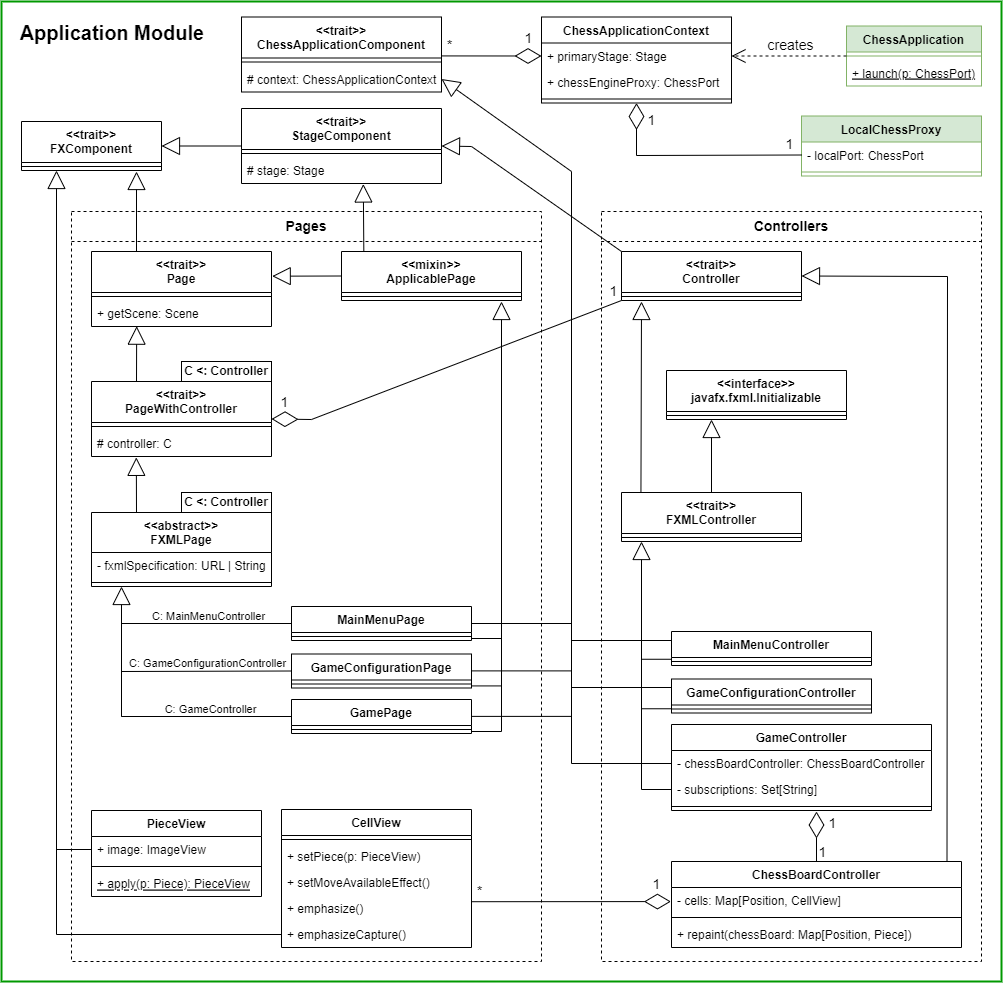 Application Module
<<trait>>
ChessApplicationComponent
# context: ChessApplicationContext
*
1
ChessApplicationContext
+ primaryStage: Stage
+ chessEngineProxy: ChessPort
creates
ChessApplication
+ launch(p: ChessPort)
1
1
LocalChessProxy
- localPort: ChessPort
<<trait>>
FXComponent
<<trait>>
StageComponent
# stage: Stage
Pages
<<trait>>
Page
+ getScene: Scene
<<mixin>>
ApplicablePage
C <: Controller
<<trait>>
PageWithController
# controller: C
1
1
C <: Controller
<<abstract>>
FXMLPage
- fxmlSpecification: URL | String
C: MainMenuController
MainMenuPage
C: GameConfigurationController
GameConfigurationPage
C: GameController
GamePage
PieceView
+ image: ImageView
+ apply(p: Piece): PieceView
CellView
+ setPiece(p: PieceView)
+ setMoveAvailableEffect()
+ emphasize()
+ emphasizeCapture()
*
1
Controllers
<<trait>>
Controller
<<interface>>
javafx.fxml.Initializable
<<trait>>
FXMLController
MainMenuController
GameConfigurationController
GameController
- chessBoardController: ChessBoardController
- subscriptions: Set[String]
1
1
ChessBoardController
- cells: Map[Position, CellView]
+ repaint(chessBoard: Map[Position, Piece])